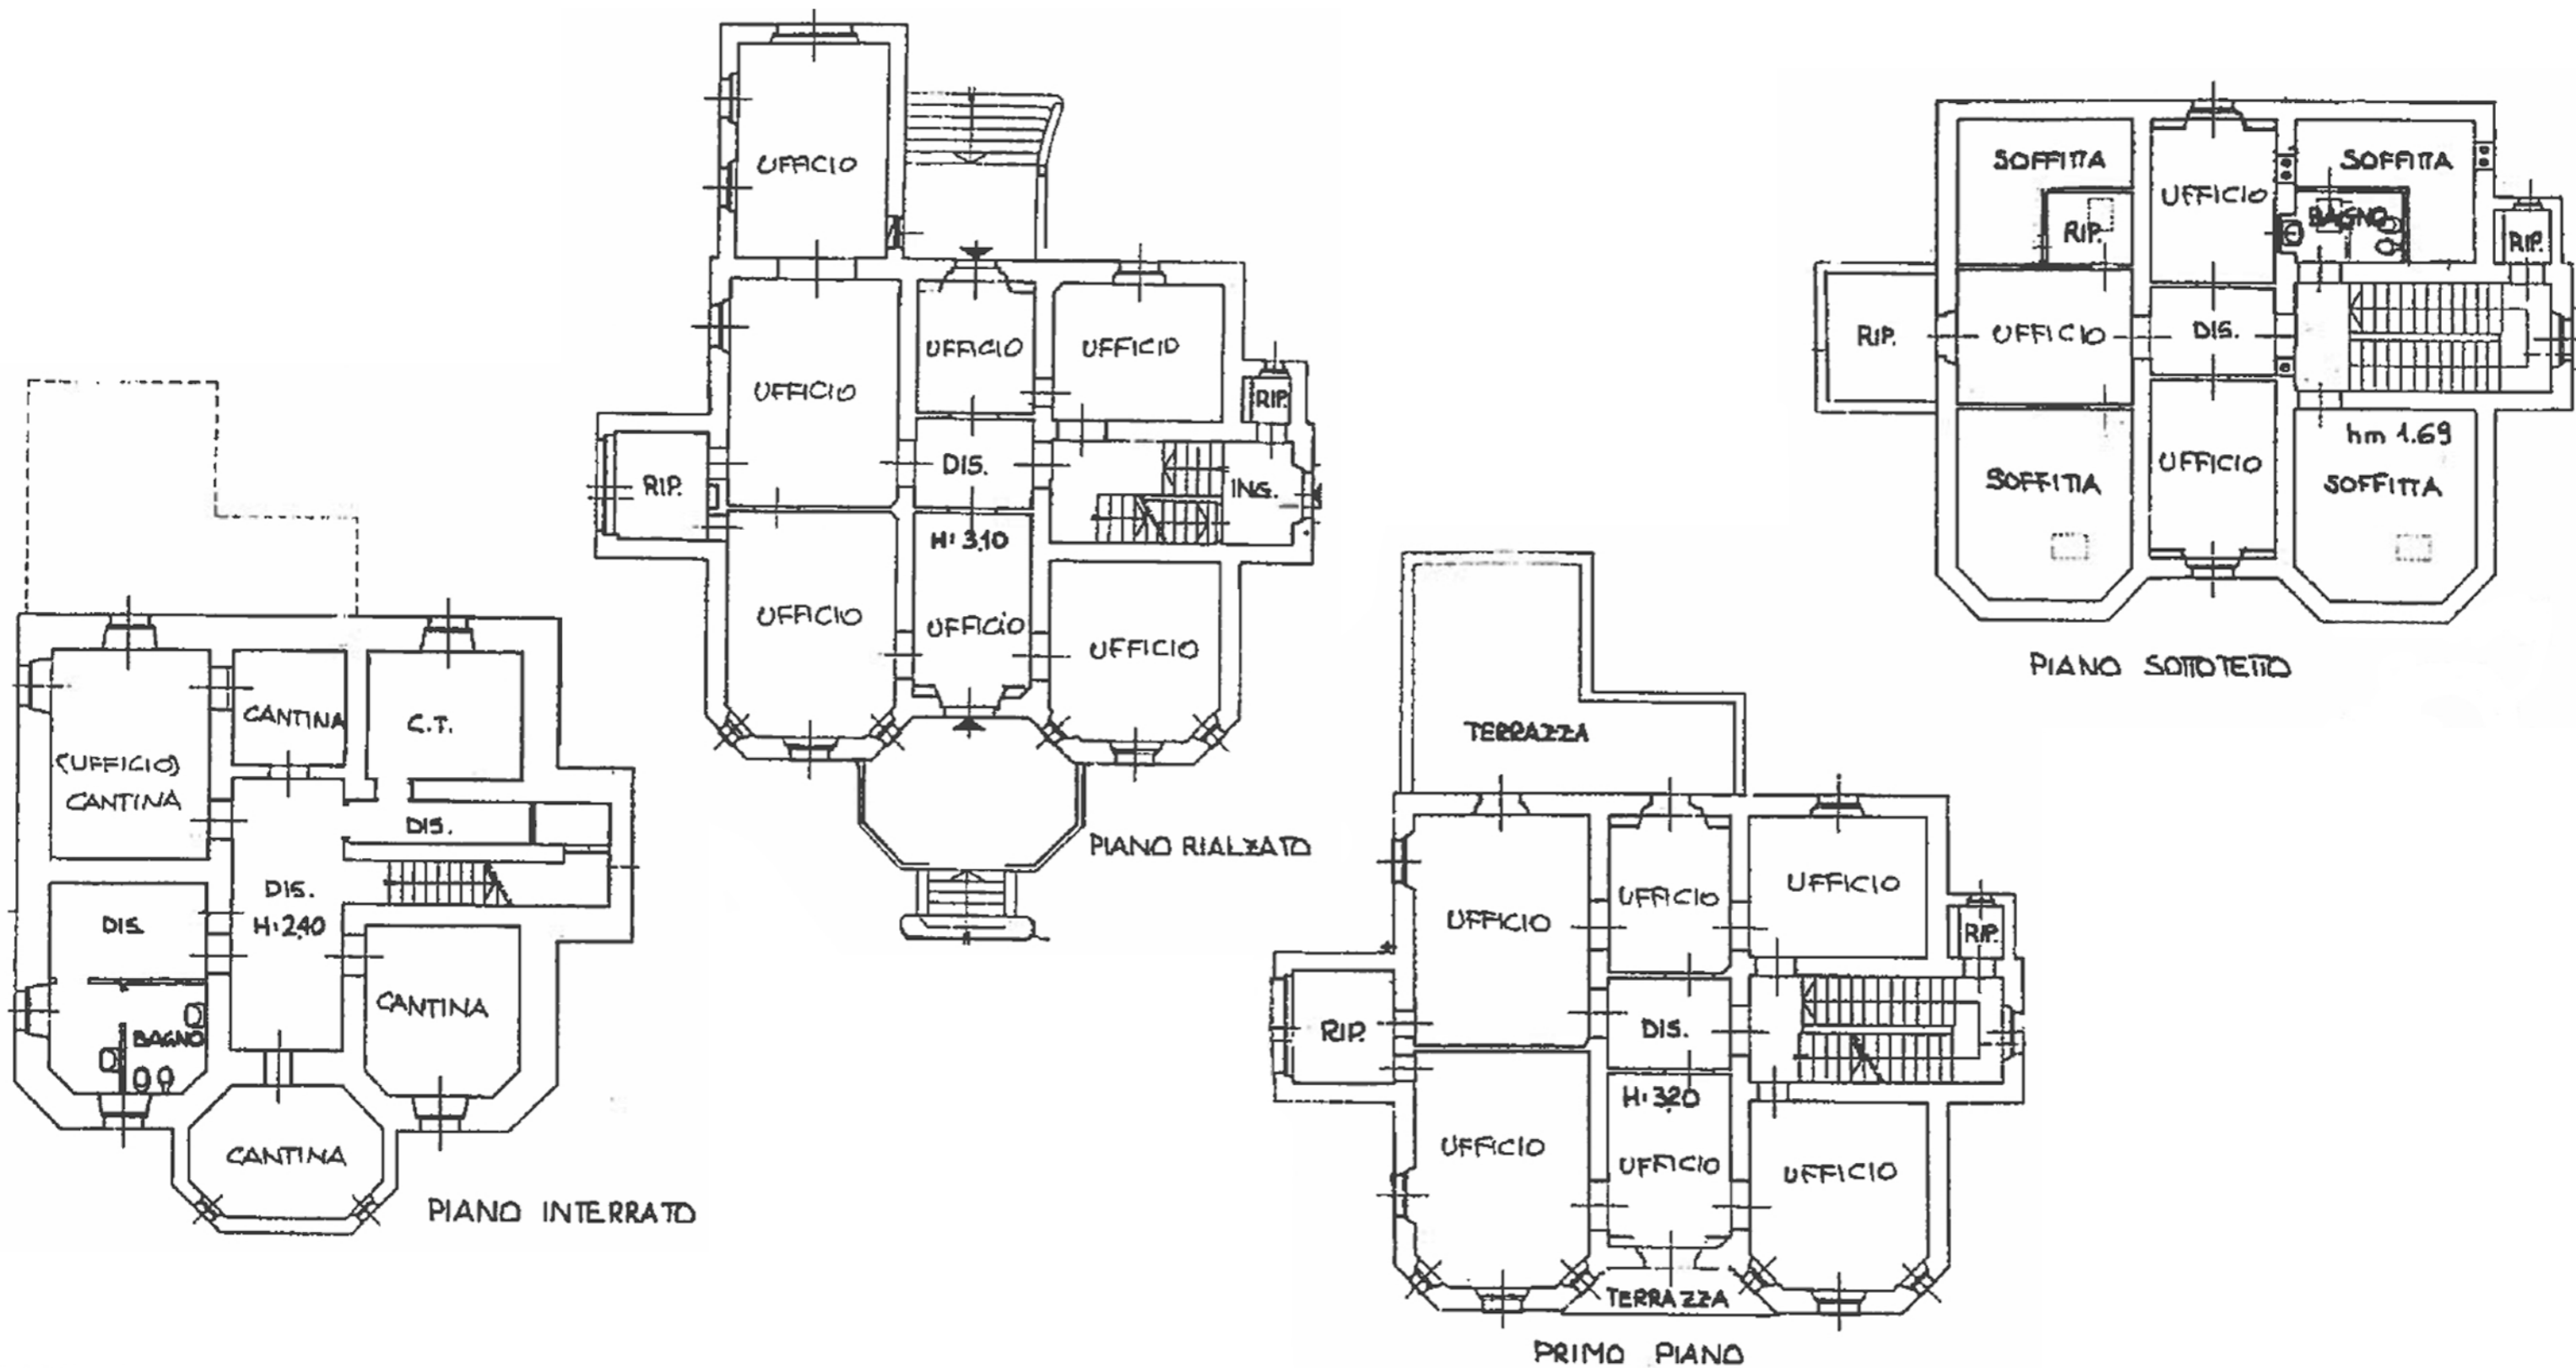 UFFICIO
UFFICIO
UFFICIO
UFFICIO
RIP.
RIP.
DIS.
ING.
H: 3,10
UFFICIO
UFFICIO
UFFICIO
PIANO RIALZATO
SOFFITTA
UFFICIO
SOFFITTA
RIP.
BAGNO
RIP.
RIP.
UFFICIO
DIS.
hm 1.69
SOFFITTA
UFFICIO
SOFFITTA
PIANO SOTTOTETTO
CANTINA
C.T.
(UFFICIO)
CANTINA
DIS.
DIS.
H: 2,40
DIS.
CANTINA
BAGNO
CANTINA
PIANO INTERRATO
TERRAZZA
UFFICIO
UFFICIO
UFFICIO
RIP.
RIP.
DIS.
H: 3,20
UFFICIO
UFFICIO
UFFICIO
TERRAZZA
PRIMO PIANO